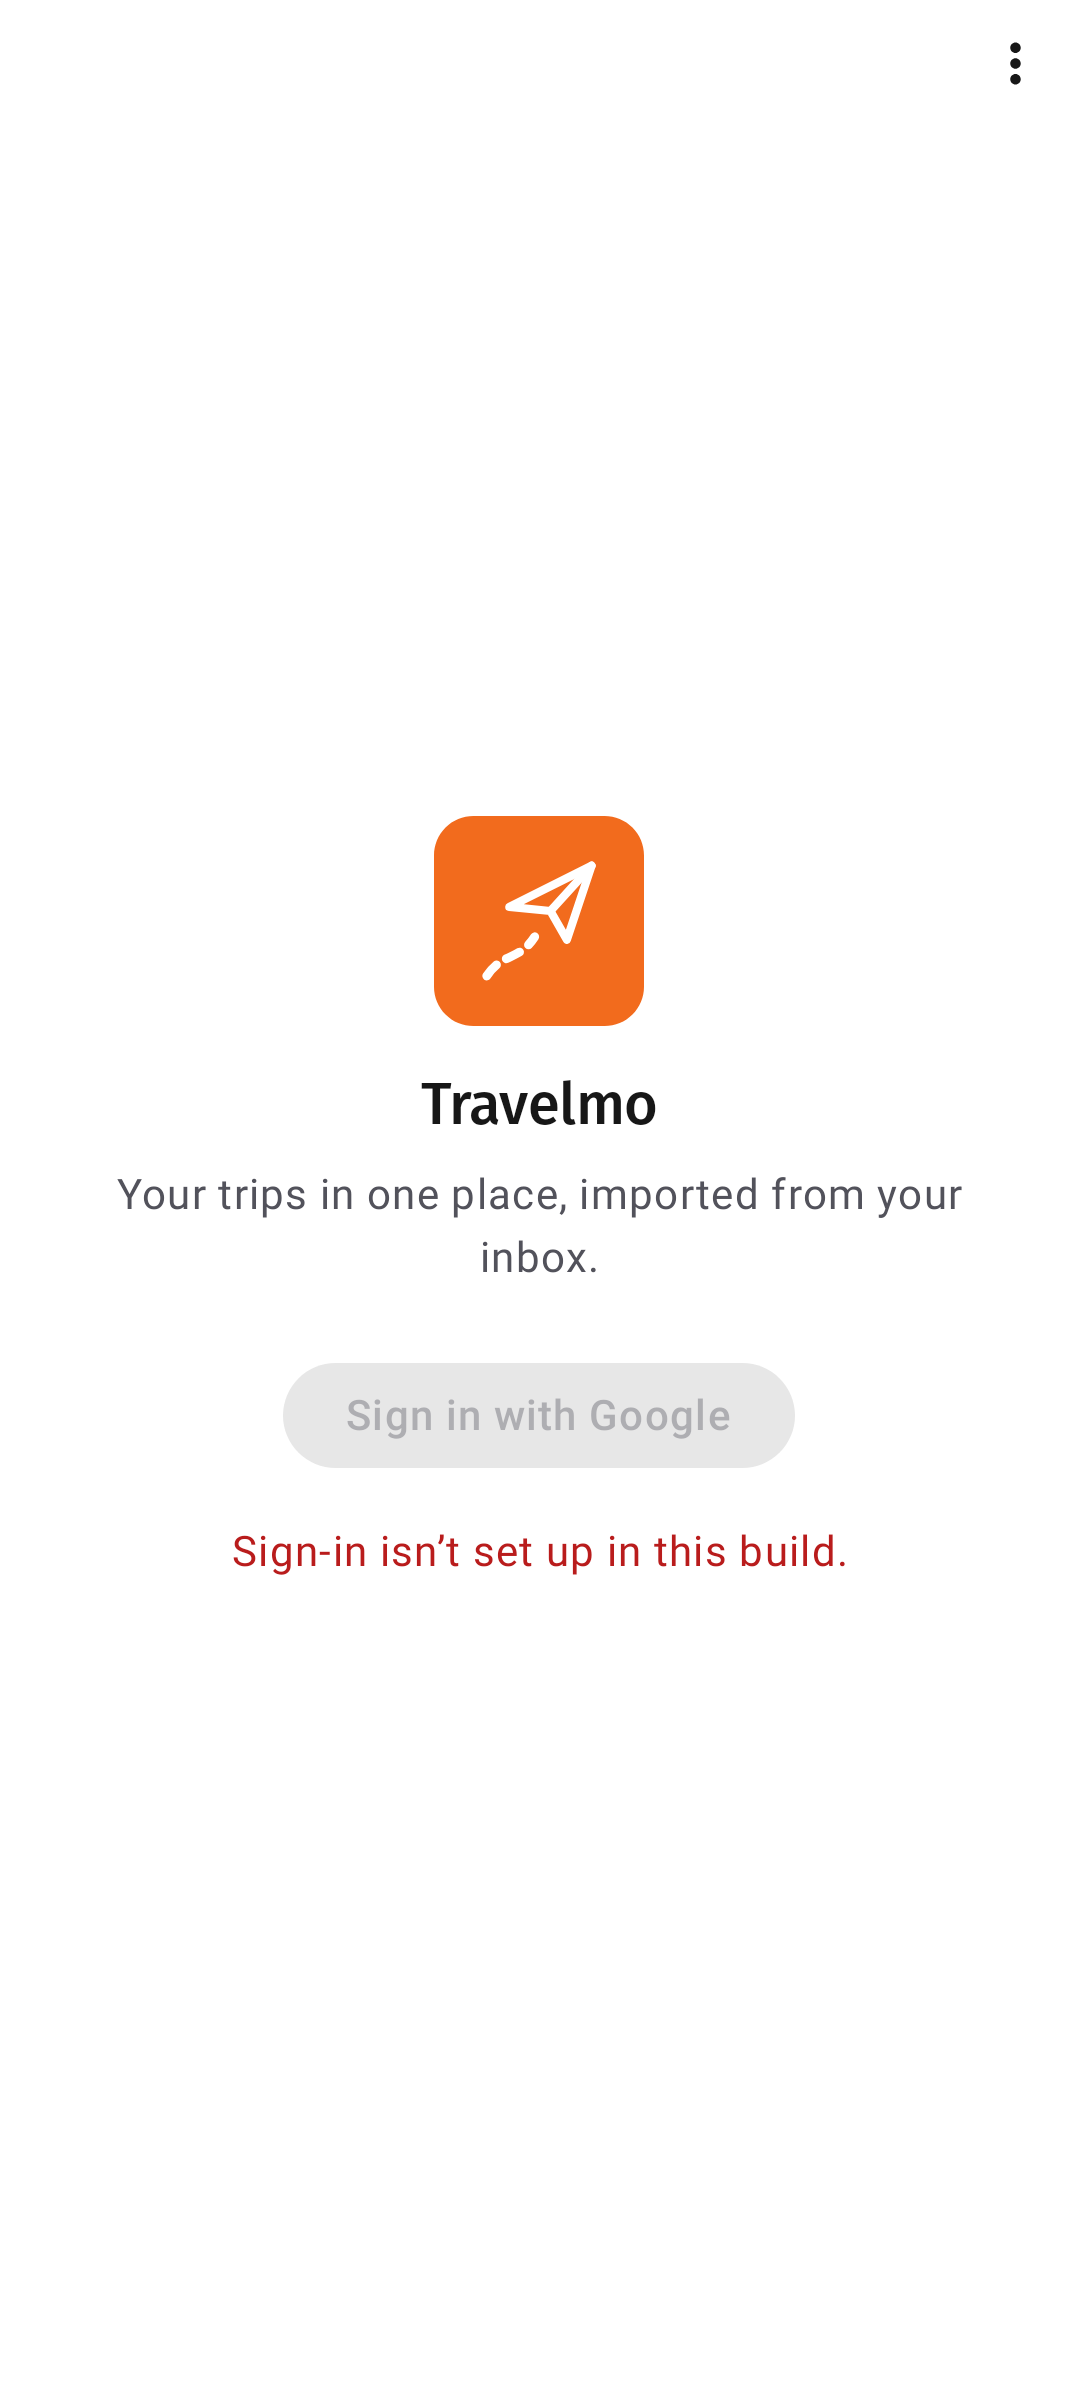 Travelmo
Your trips in one place, imported from your
inbox.
Sign in with Google
Sign-in isn’t set up in this build.